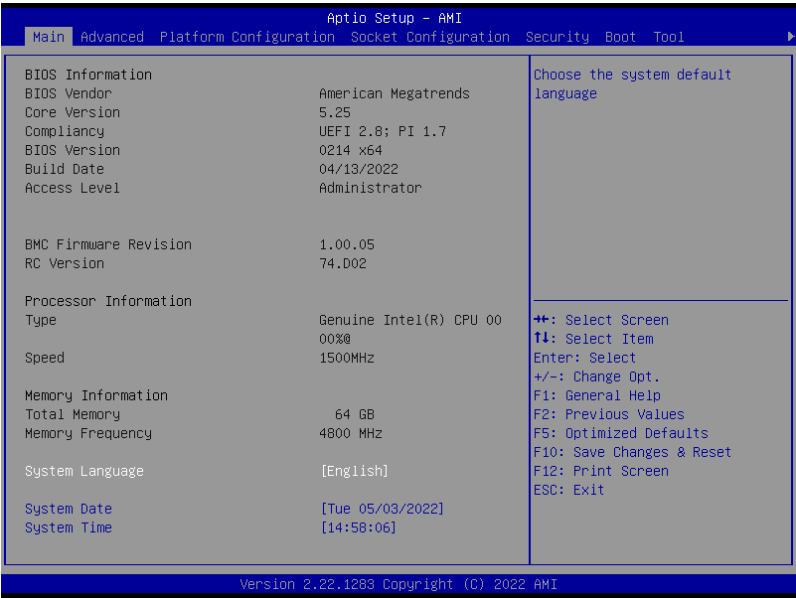 Aptio Setup – AMI
Main Advanced Platform Configuration Socket Configuration Security Boot Tool
BIOS Information
BIOS Vendor American Megatrends
Core Version 5.25
Compliancy UEFI 2.8; PI 1.7
BIOS Version 0214 x64
Build Date 04/13/2022
Access Level Administrator
BMC Firmware Revision 1.00.05
RC Version 74.D02
Processor Information
Type Genuine Intel(R) CPU 00
00%@
Speed 1500MHz
Memory Information
Total Memory 64 GB
Memory Frequency 4800 MHz
System Language [English]
System Date [Tue 05/03/2022]
System Time [14:58:06]
Choose the system default
language
→←: Select Screen
↑↓: Select Item
Enter: Select
+/-: Change Opt.
F1: General Help
F2: Previous Values
F5: Optimized Defaults
F10: Save Changes & Reset
F12: Print Screen
ESC: Exit
Version 2.22.1283 Copyright (C) 2022 AMI